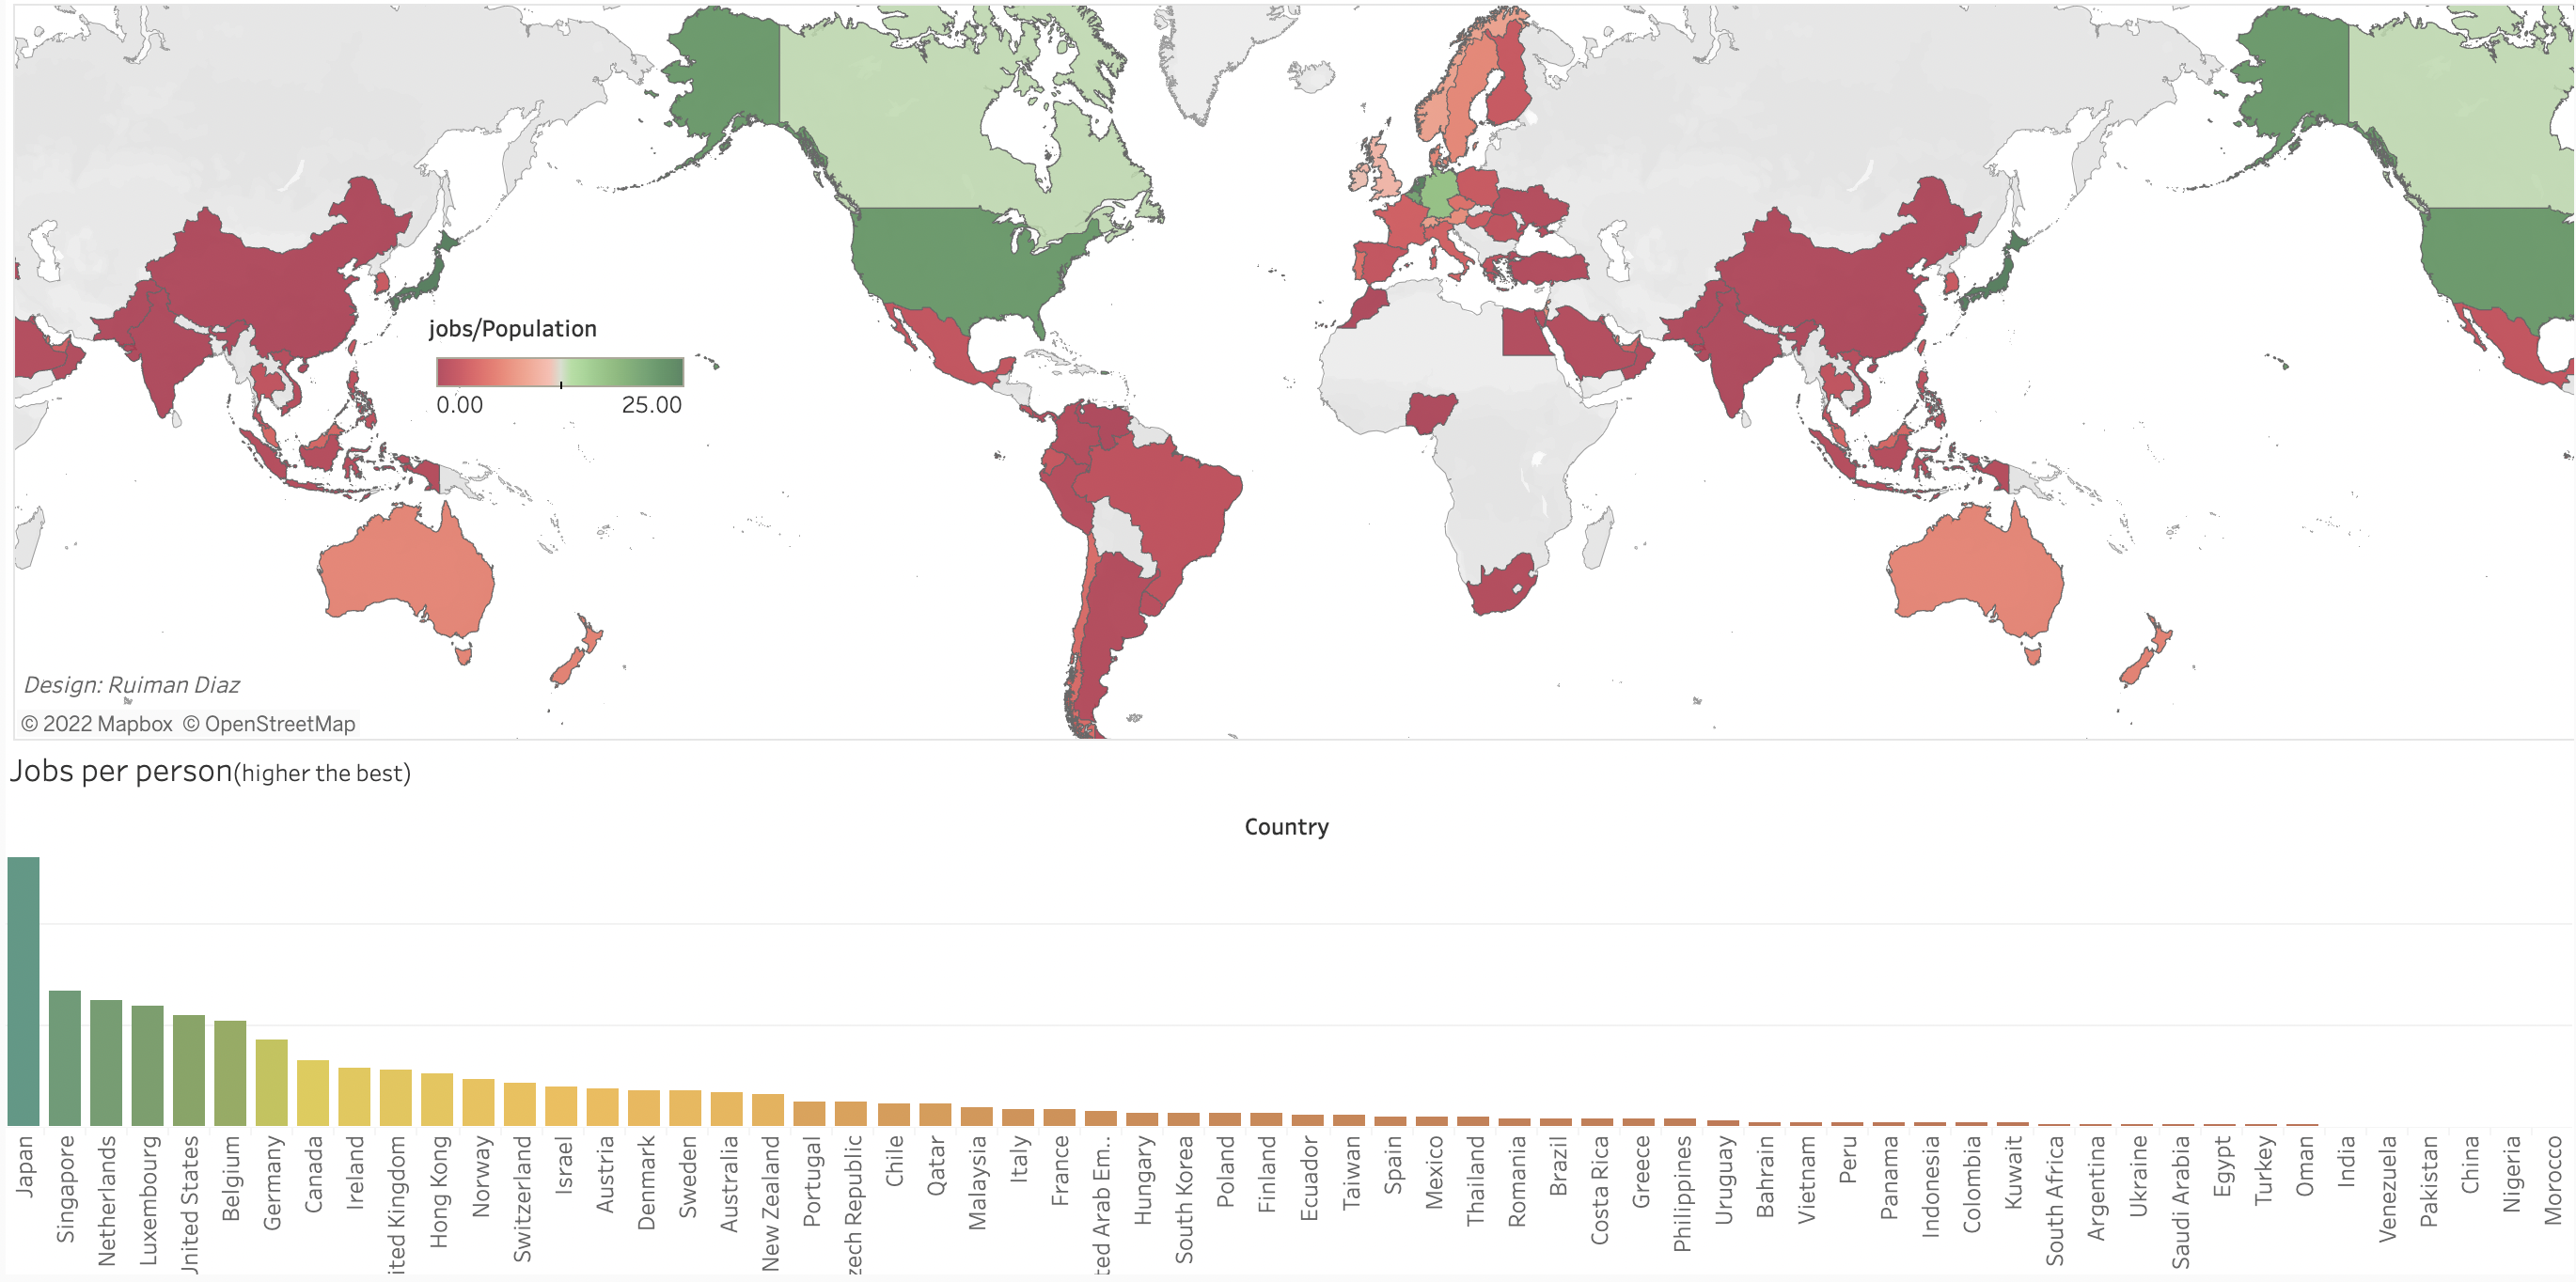 jobs/Population
0.00 25.00
Design: Ruiman Diaz
© 2022 Mapbox © OpenStreetMap
Jobs per person(higher the best)
Country
Japan
Singapore
Netherlands
Luxembourg
United States
Belgium
Germany
Canada
Ireland
ited Kingdom
Hong Kong
Norway
Switzerland
Israel
Austria
Denmark
Sweden
Australia
New Zealand
Portugal
zech Republic
Chile
Qatar
Malaysia
Italy
France
ted Arab Em..
Hungary
South Korea
Poland
Finland
Ecuador
Taiwan
Spain
Mexico
Thailand
Romania
Brazil
Costa Rica
Greece
Philippines
Uruguay
Bahrain
Vietnam
Peru
Panama
Indonesia
Colombia
Kuwait
South Africa
Argentina
Ukraine
Saudi Arabia
Egypt
Turkey
Oman
India
Venezuela
Pakistan
China
Nigeria
Morocco